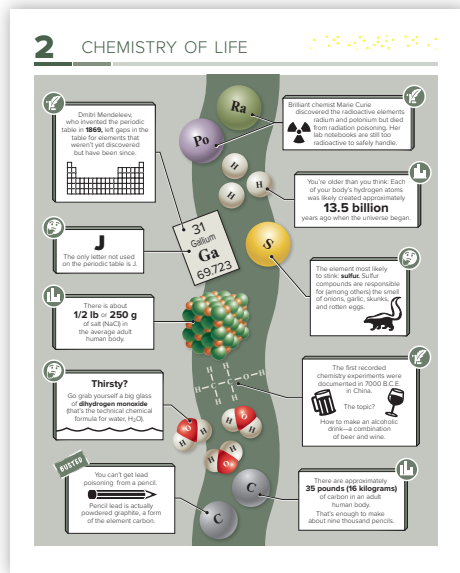 2 CHEMISTRY OF LIFE
Dmitri Mendeleev,
who invented the periodic
table in 1869, left gaps in the
table for elements that
weren't yet discovered
but have been since.
Ra
Po
Brilliant chemist Marie Curie
discovered the radioactive elements
radium and polonium but died
from radiation poisoning. Her
lab notebooks are still too
radioactive to safely handle.
H
H
H
You're older than you think: Each
of your body's hydrogen atoms
was likely created approximately
13.5 billion
years ago when the universe began.
J
The only letter not used
on the periodic table is J.
31
Gallium
Ga
69.723
S
The element most likely
to stink: sulfur. Sulfur
compounds are responsible
for (among others) the smell
of onions, garlic, skunks,
and rotten eggs.
There is about
1/2 lb or 250 g
of salt (NaCl) in
the average adult
human body.
H H
H C C O H
H H
The first recorded
chemistry experiments were
documented in 7000 B.C.E.
in China.
The topic?
How to make an alcoholic
drink—a combination
of beer and wine.
Thirsty?
Go grab yourself a big glass
of dihydrogen monoxide
(that's the technical chemical
formula for water, H₂O).
O
H H
O
H H
H H
O
BUSTED
You can't get lead
poisoning from a pencil.
Pencil lead is actually
powdered graphite, a form
of the element carbon.
C
C
There are approximately
35 pounds (16 kilograms)
of carbon in an adult
human body.
That's enough to make
about nine thousand pencils.